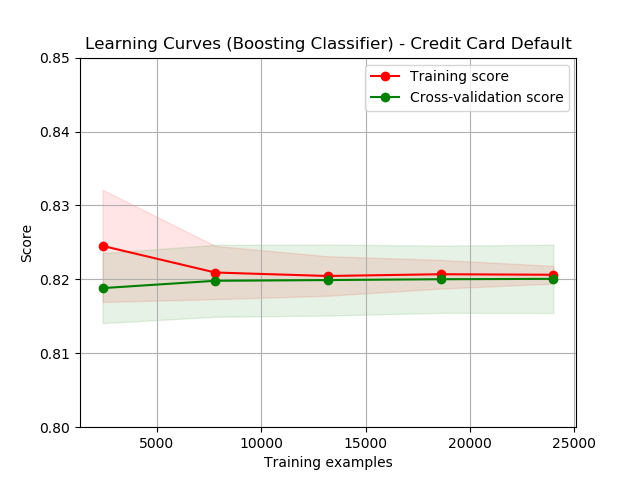 Learning Curves (Boosting Classifier) - Credit Card Default
0.85
Training score
Cross-validation score
0.84
0.83
0.82
0.81
0.80
Score
5000 10000 15000 20000 25000
Training examples